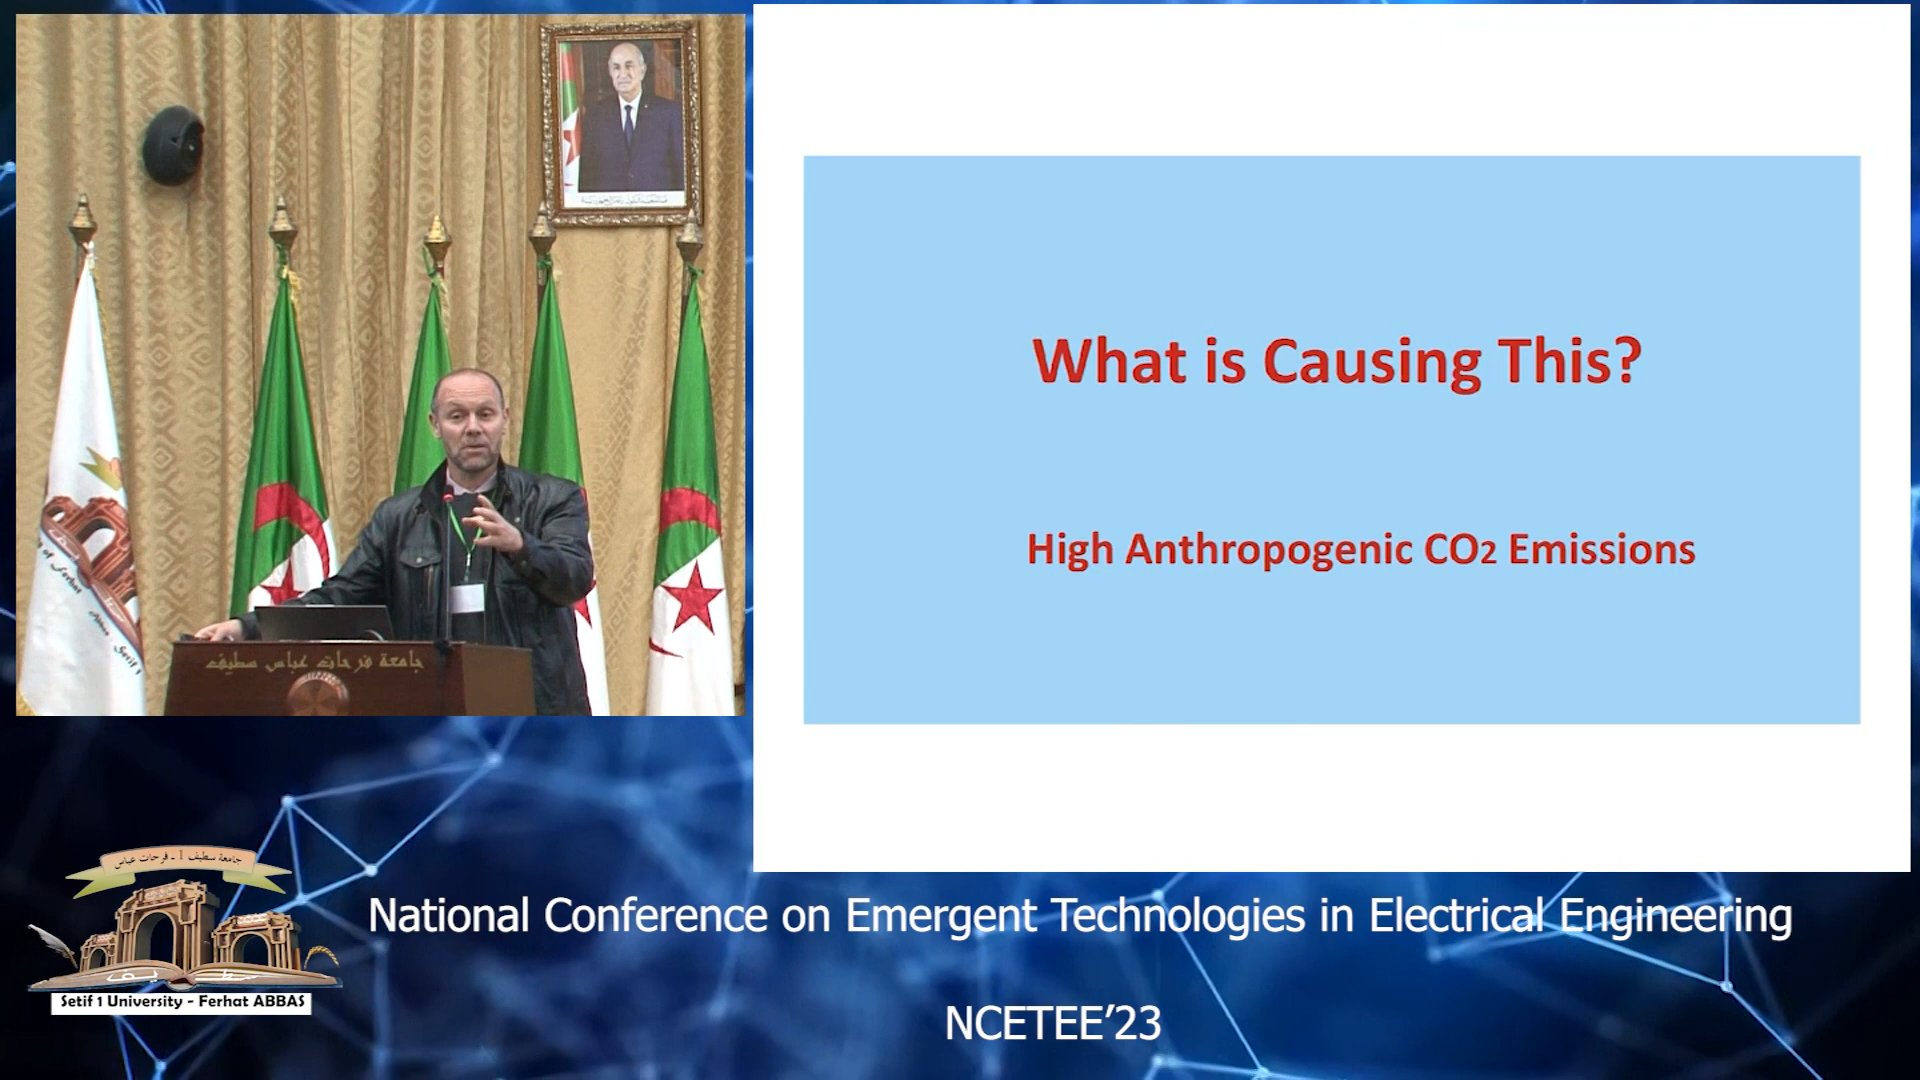 What is Causing This?
High Anthropogenic CO2 Emissions
جامعة فرحات عباس سطيف
جامعة سطيف 1 - فرحات عباس
سطيف
Setif 1 University - Ferhat ABBAS
National Conference on Emergent Technologies in Electrical Engineering
NCETEE'23